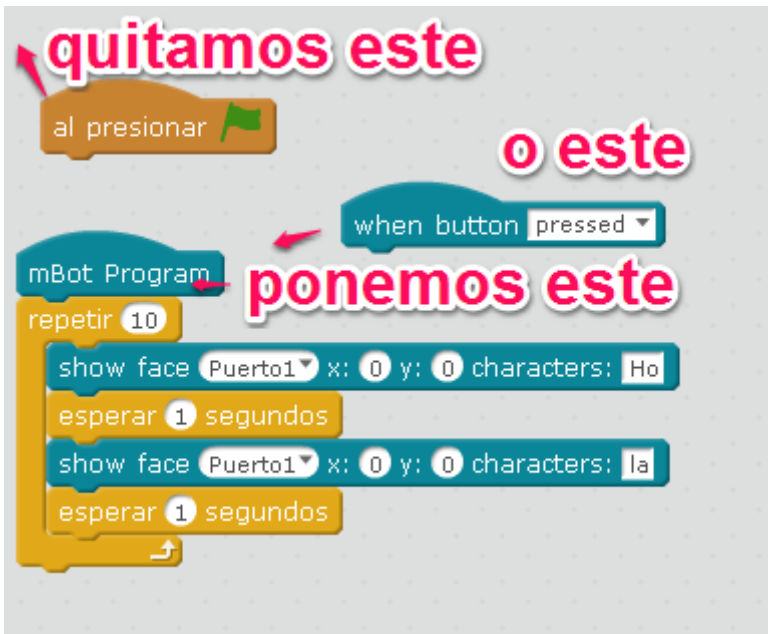 quitamos este
al presionar
o este
when button pressed
mBot Program
ponemos este
repetir 10
show face Puerto1 x: 0 y: 0 characters: Ho
esperar 1 segundos
show face Puerto1 x: 0 y: 0 characters: la
esperar 1 segundos